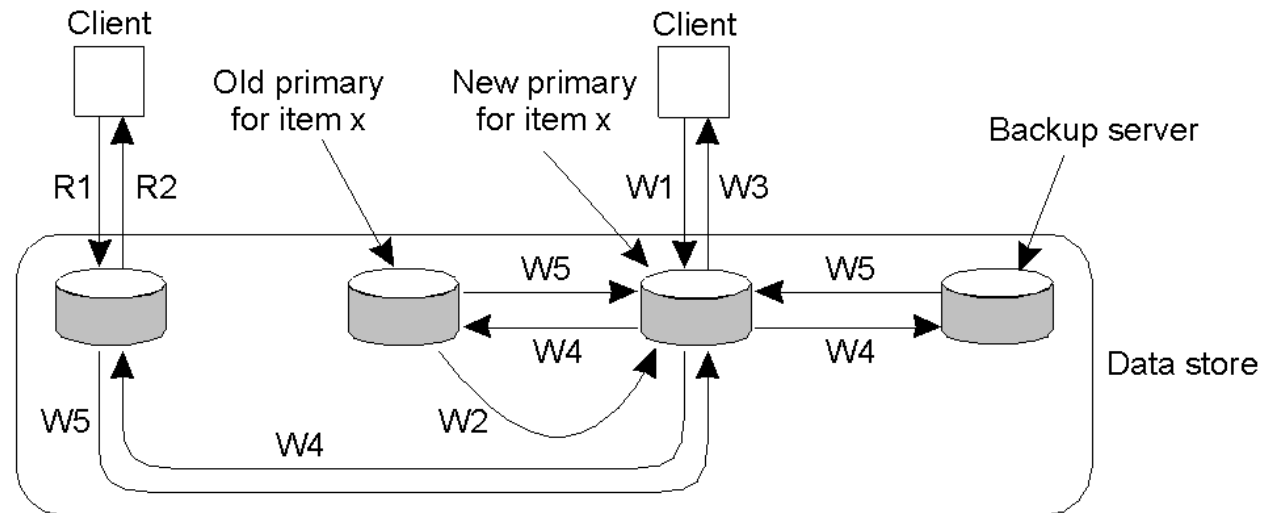 Client
Client
Old primary
for item x
New primary
for item x
Backup server
R1
R2
W1
W3
W5
W5
W4
W4
Data store
W5
W2
W4